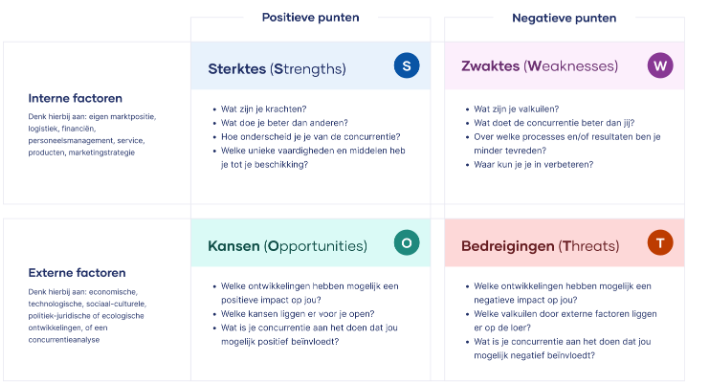 Positieve punten
Negatieve punten
Interne factoren
Denk hierbij aan: eigen marktpositie,
logistiek, financiën,
personeelsmanagement, service,
producten, marketingstrategie
Sterktes (Strengths)
S
Wat zijn je krachten?
Wat doe je beter dan anderen?
Hoe onderscheid je je van de concurrentie?
Welke unieke vaardigheden en middelen heb
je tot je beschikking?
Zwaktes (Weaknesses)
W
Wat zijn je valkuilen?
Wat doet de concurrentie beter dan jij?
Over welke processen en/of resultaten ben je
minder tevreden?
Waar kun je je in verbeteren?
Externe factoren
Denk hierbij aan: economische,
technologische, sociaal-culturele,
politiek-juridische of ecologische
ontwikkelingen, of een
concurrentieanalyse
Kansen (Opportunities)
O
Welke ontwikkelingen hebben mogelijk een
positieve impact op jou?
Welke kansen liggen er voor je open?
Wat is je concurrentie aan het doen dat jou
mogelijk positief beïnvloedt?
Bedreigingen (Threats)
T
Welke ontwikkelingen hebben mogelijk een
negatieve impact op jou?
Welke valkuilen door externe factoren liggen
er op de loer?
Wat is je concurrentie aan het doen dat jou
mogelijk negatief beïnvloedt?